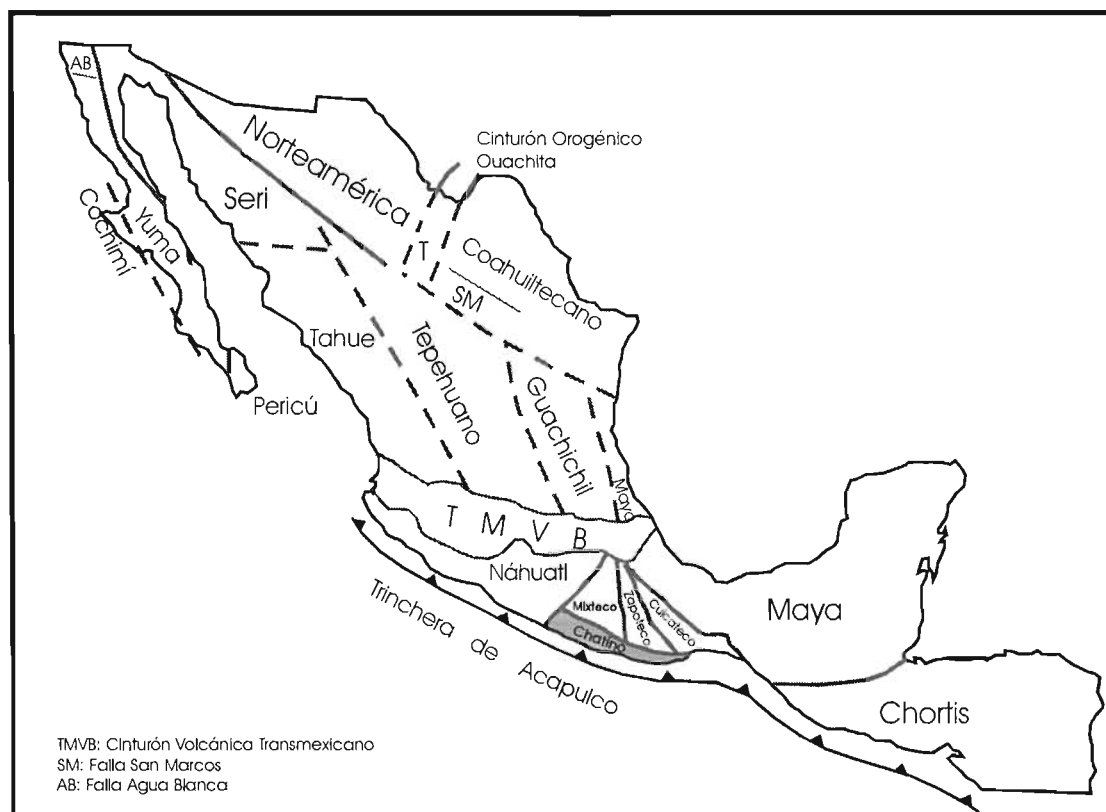 AB
Norteamérica
Cinturón Orogénico
Ouachita
Seri
Cochimí
Yuma
T
Coahuiltecano
SM
Tahue
Tepehuano
Guachichil
Pericú
Maya
T M V B
Náhuatl
Mixteco
Zapoteco
Cuicateco
Chatino
Maya
Trinchera de Acapulco
Chortis
TMVB: Cinturón Volcánica Transmexicano
SM: Falla San Marcos
AB: Falla Agua Blanca